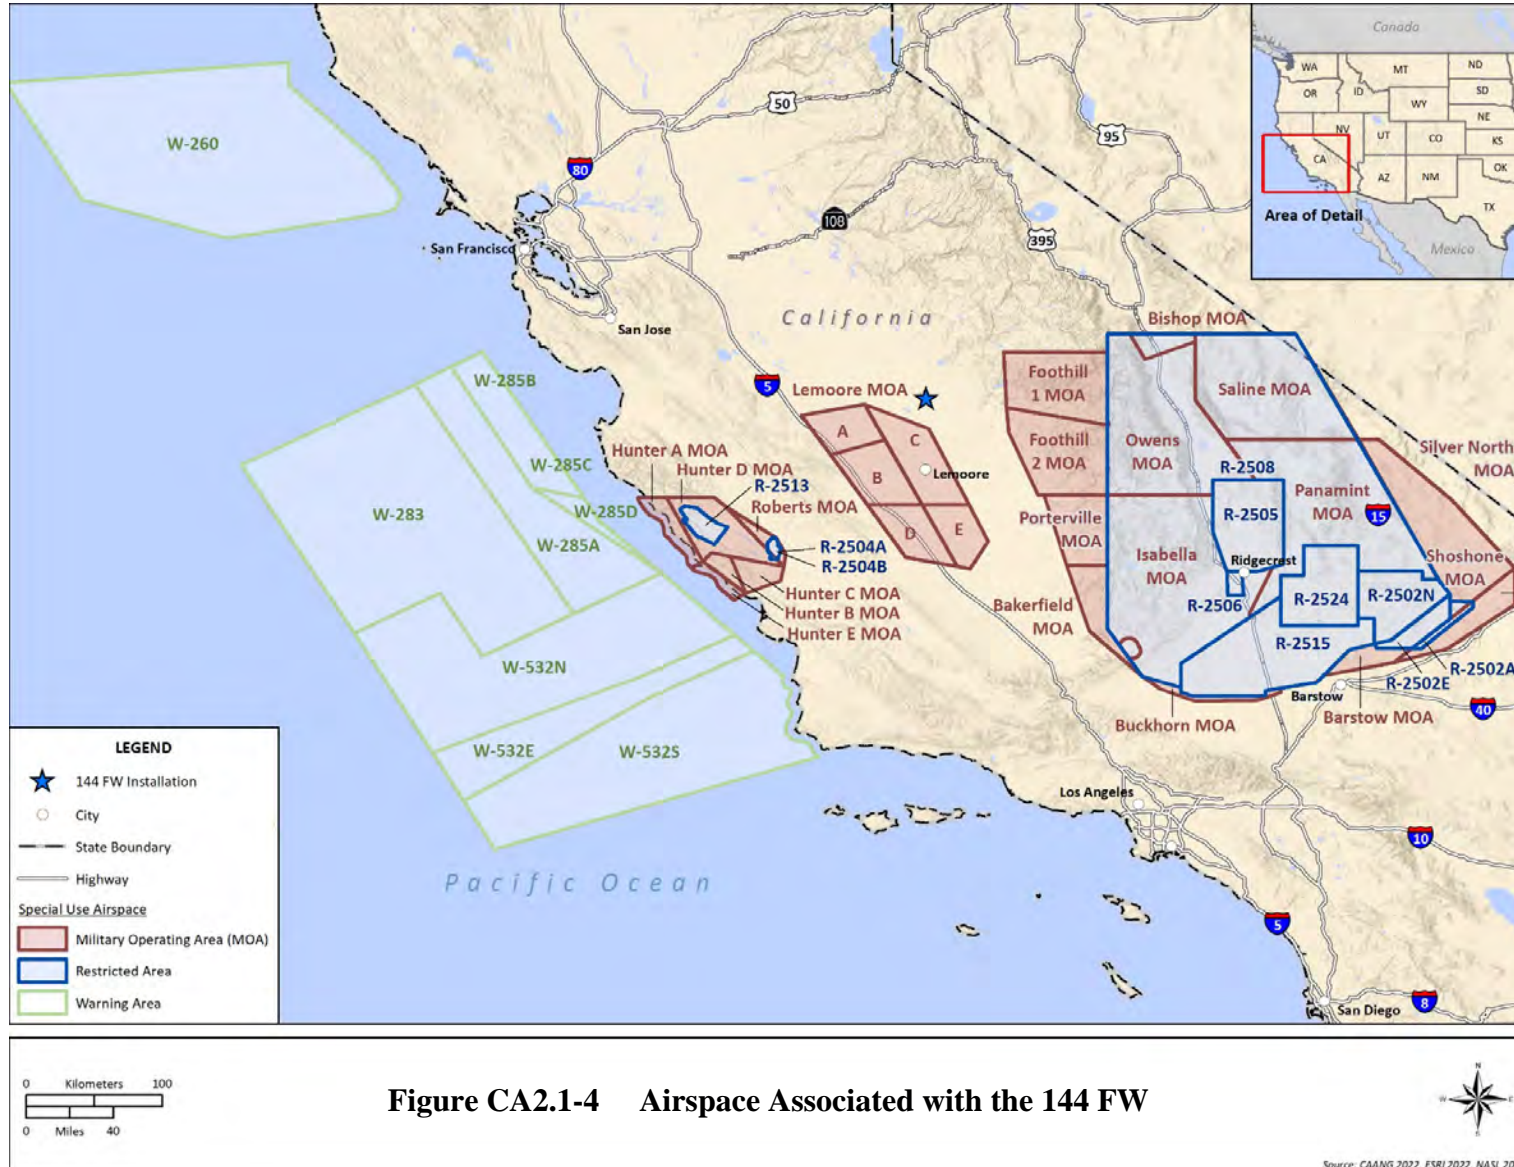 Canada
WA
MT
ND
OR
ID
SD
WY
NE
NV
UT
CO
KS
CA
OK
AZ
NM
TX
Area of Detail
Mexico
W-260
50
95
80
108
395
San Francisco
San Jose
California
Bishop MOA
W-285B
5
Lemoore MOA
Foothill
1 MOA
Saline MOA
A
C
Hunter A MOA
Hunter D MOA
Foothill
2 MOA
Owens
MOA
Silver North
MOA
W-285C
R-2513
B
Lemoore
R-2508
W-283
W-285D
Roberts MOA
Porterville
MOA
R-2505
Panamint
MOA
15
D
E
W-285A
R-2504A
R-2504B
Isabella
MOA
Ridgecrest
Shoshone
MOA
Hunter C MOA
Hunter B MOA
Hunter E MOA
Bakerfield
MOA
R-2506
R-2524
R-2502N
W-532N
R-2515
R-2502A
R-2502E
Barstow
40
Buckhorn MOA
Barstow MOA
W-532E
W-532S
Los Angeles
10
Pacific Ocean
5
8
San Diego
LEGEND
144 FW Installation
City
State Boundary
Highway
Special Use Airspace
Military Operating Area (MOA)
Restricted Area
Warning Area
0 Kilometers 100
0 Miles 40
Figure CA2.1-4 Airspace Associated with the 144 FW
N
W
E
S
Source: CAANG 2022, ESRI 2022, NASJ, 20